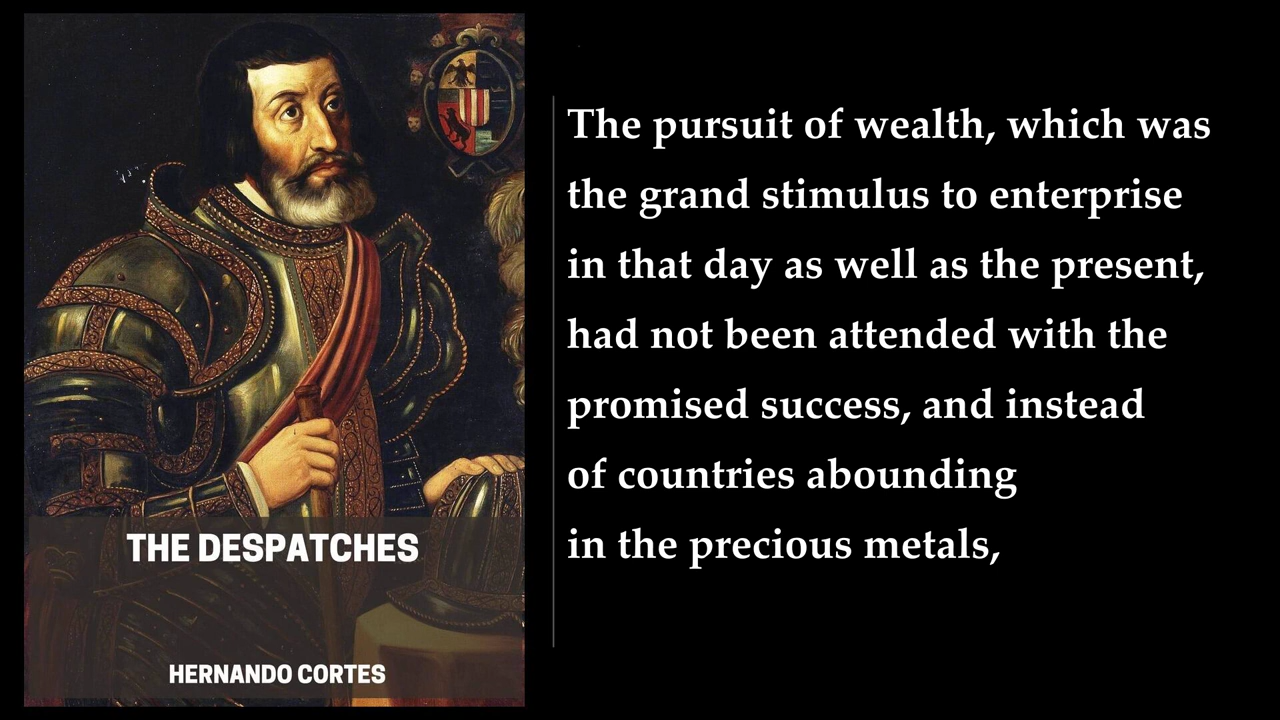 THE DESPATCHES
HERNANDO CORTES
The pursuit of wealth, which was
the grand stimulus to enterprise
in that day as well as the present,
had not been attended with the
promised success, and instead
of countries abounding
in the precious metals,